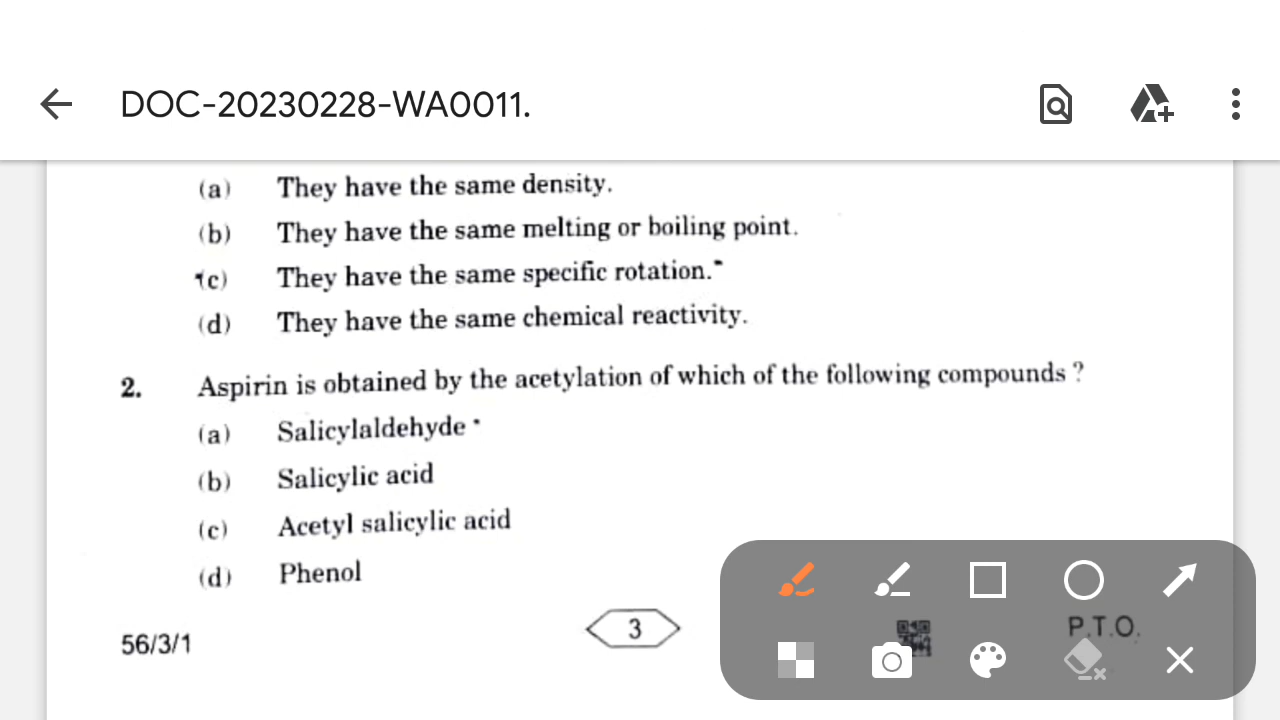 DOC-20230228-WA0011.
(a) They have the same density.
(b) They have the same melting or boiling point.
(c) They have the same specific rotation.
(d) They have the same chemical reactivity.
2. Aspirin is obtained by the acetylation of which of the following compounds ?
(a) Salicylaldehyde
(b) Salicylic acid
(c) Acetyl salicylic acid
(d) Phenol
56/3/1 3 P.T.O.